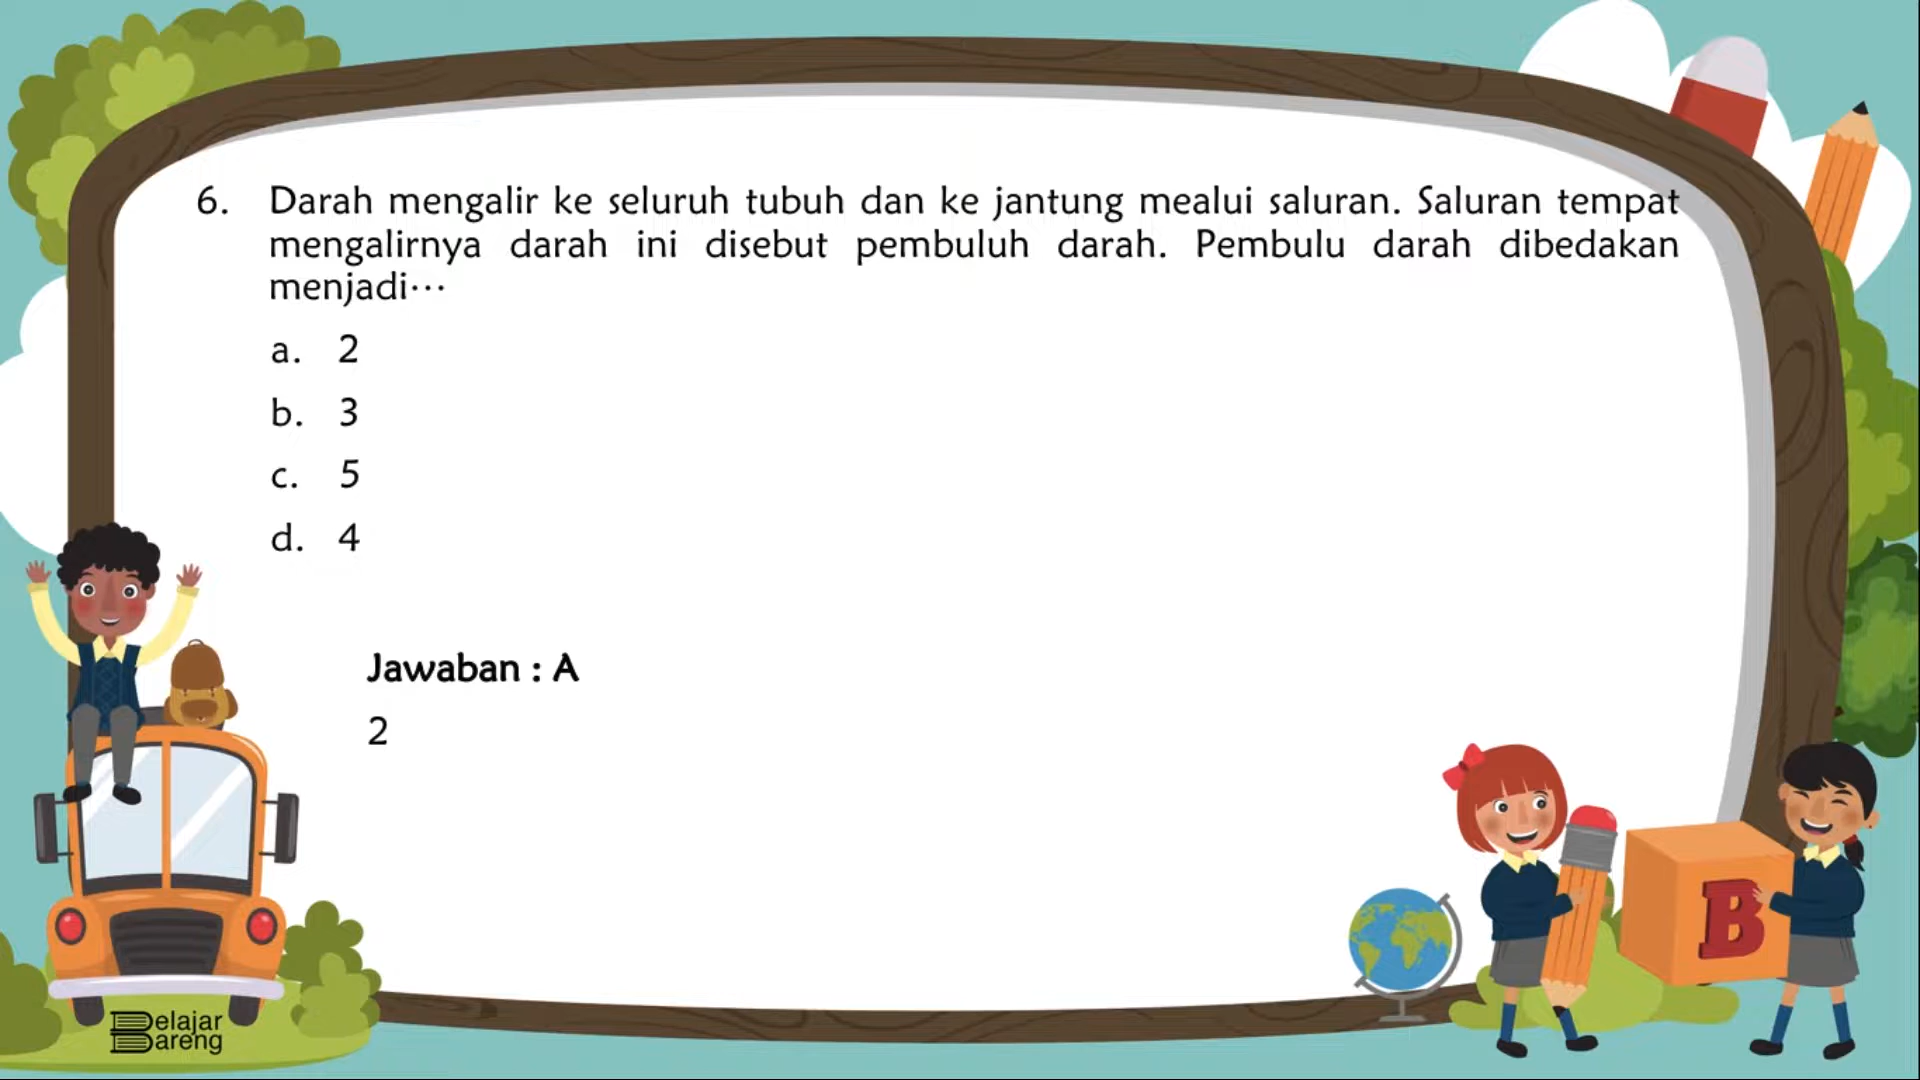 6. Darah mengalir ke seluruh tubuh dan ke jantung mealui saluran. Saluran tempat
mengalirnya darah ini disebut pembuluh darah. Pembulu darah dibedakan
menjadi⋯
a. 2
b. 3
c. 5
d. 4
Jawaban : A
2
B
Belajar
Bareng